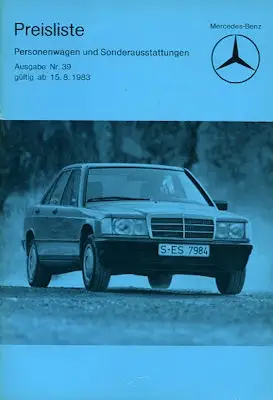 Preisliste
Mercedes-Benz
Personenwagen und Sonderausstattungen
Ausgabe Nr. 39
gültig ab 15.8.1983
S-ES 7984